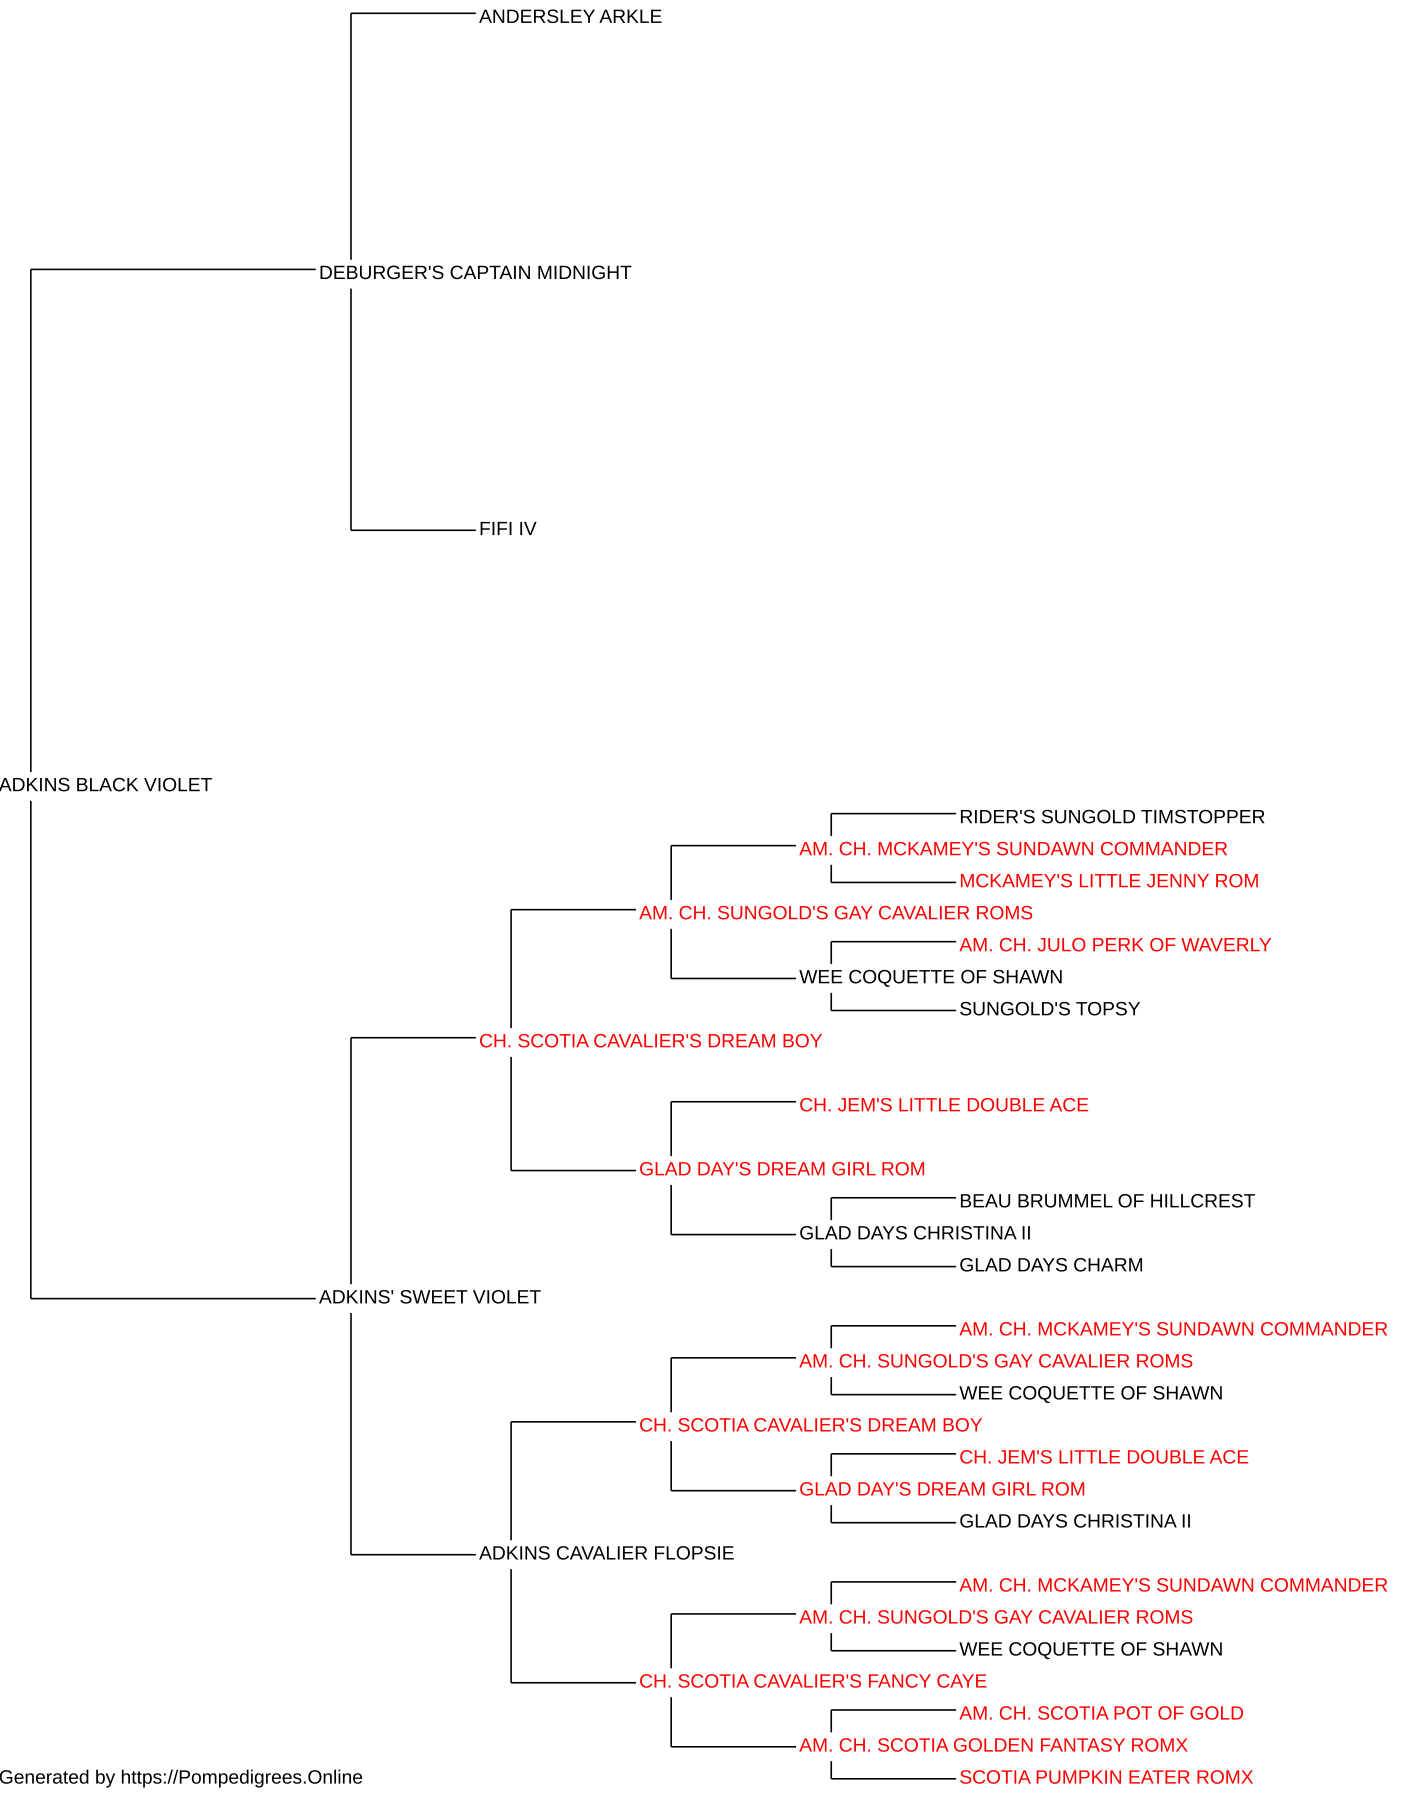 ANDERSLEY ARKLE
DEBURGER'S CAPTAIN MIDNIGHT
FIFI IV
ADKINS BLACK VIOLET
RIDER'S SUNGOLD TIMSTOPPER
AM. CH. MCKAMEY'S SUNDAWN COMMANDER
MCKAMEY'S LITTLE JENNY ROM
AM. CH. SUNGOLD'S GAY CAVALIER ROMS
AM. CH. JULO PERK OF WAVERLY
WEE COQUETTE OF SHAWN
SUNGOLD'S TOPSY
CH. SCOTIA CAVALIER'S DREAM BOY
CH. JEM'S LITTLE DOUBLE ACE
GLAD DAY'S DREAM GIRL ROM
BEAU BRUMMEL OF HILLCREST
GLAD DAYS CHRISTINA II
GLAD DAYS CHARM
ADKINS' SWEET VIOLET
AM. CH. MCKAMEY'S SUNDAWN COMMANDER
AM. CH. SUNGOLD'S GAY CAVALIER ROMS
WEE COQUETTE OF SHAWN
CH. SCOTIA CAVALIER'S DREAM BOY
CH. JEM'S LITTLE DOUBLE ACE
GLAD DAY'S DREAM GIRL ROM
GLAD DAYS CHRISTINA II
ADKINS CAVALIER FLOPSIE
AM. CH. MCKAMEY'S SUNDAWN COMMANDER
AM. CH. SUNGOLD'S GAY CAVALIER ROMS
WEE COQUETTE OF SHAWN
CH. SCOTIA CAVALIER'S FANCY CAYE
AM. CH. SCOTIA POT OF GOLD
AM. CH. SCOTIA GOLDEN FANTASY ROMX
SCOTIA PUMPKIN EATER ROMX
Generated by https://Pompedigrees.Online